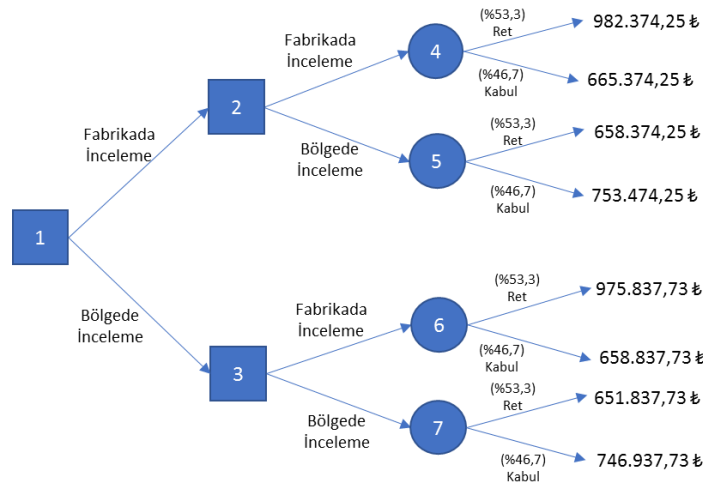 (%53,3)
Ret
982.374,25 ₺
Fabrikada
İnceleme
4
(%46,7)
Kabul
665.374,25 ₺
2
Fabrikada
İnceleme
(%53,3)
Ret
658.374,25 ₺
Bölgede
İnceleme
5
(%46,7)
Kabul
753.474,25 ₺
1
Bölgede
İnceleme
(%53,3)
Ret
975.837,73 ₺
Fabrikada
İnceleme
6
(%46,7)
Kabul
658.837,73 ₺
3
(%53,3)
Ret
651.837,73 ₺
Bölgede
İnceleme
7
(%46,7)
Kabul
746.937,73 ₺